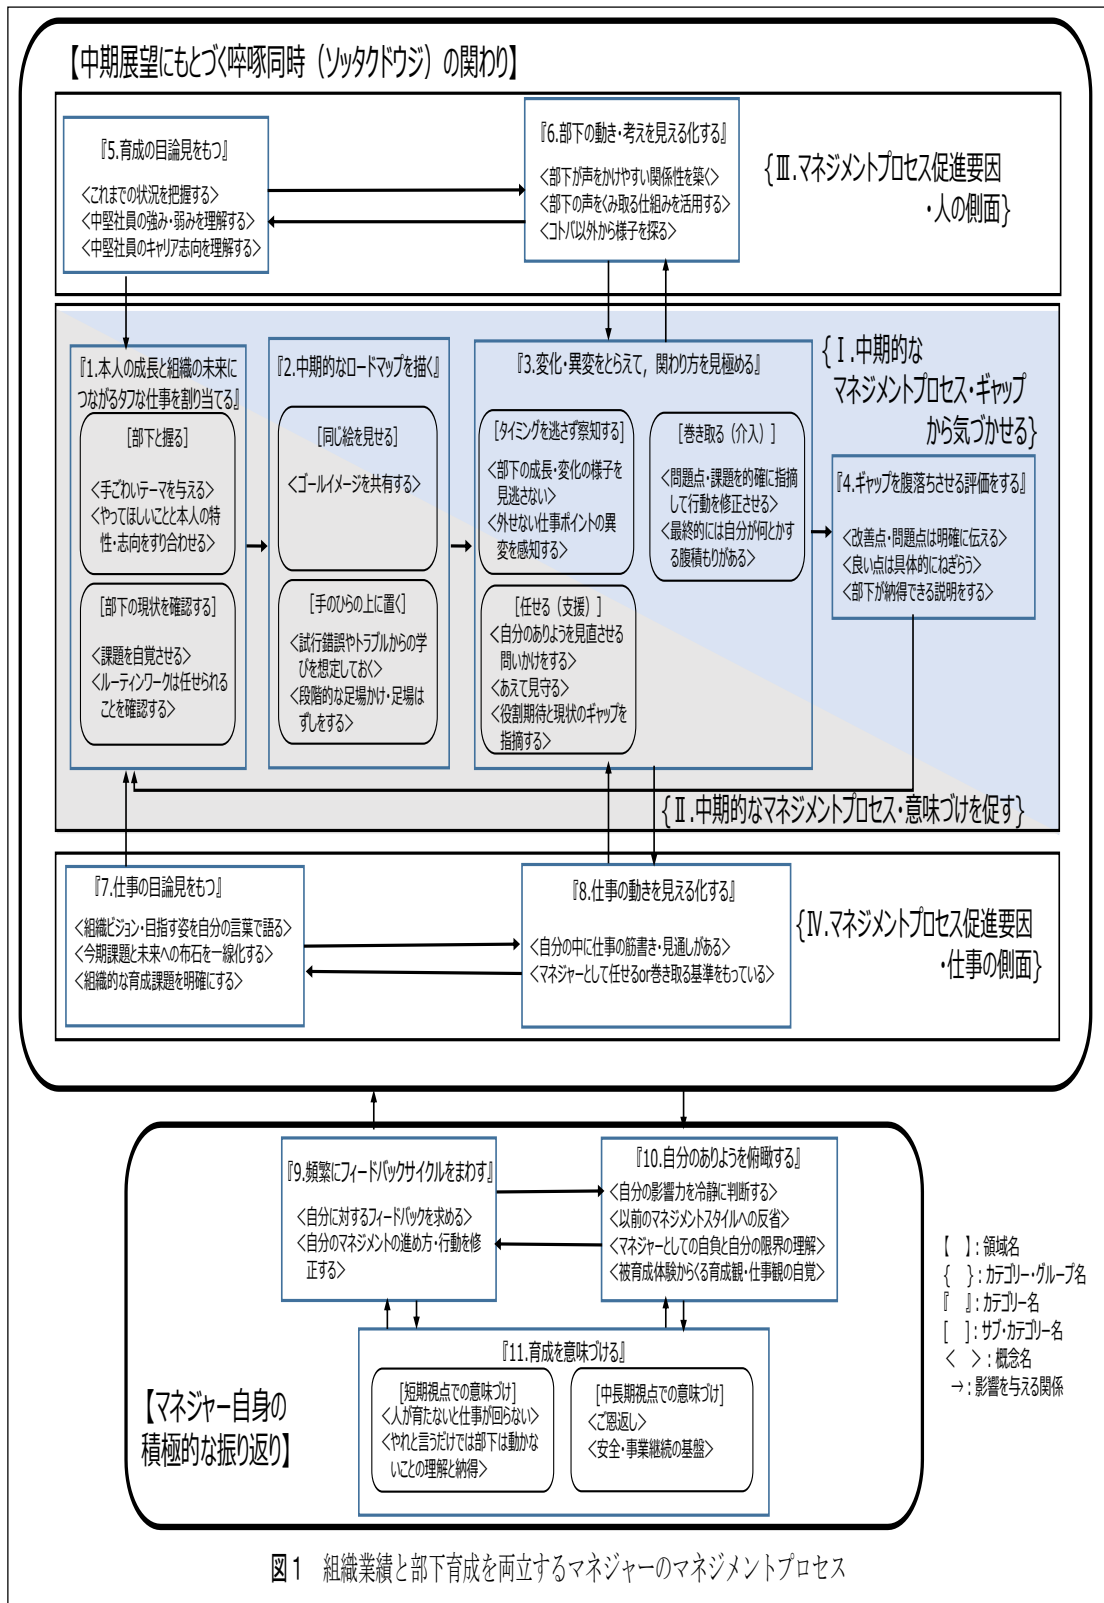 【中期展望にもとづく啐啄同時（ソッタクドウジ）の関わり】
『5.育成の目論見をもつ』
<これまでの状況を把握する>
<中堅社員の強み・弱みを理解する>
<中堅社員のキャリア志向を理解する>
『6.部下の動き・考えを見える化する』
<部下が声をかけやすい関係性を築く>
<部下の声をくみ取る仕組みを活用する>
<コトバ以外から様子を探る>
{Ⅲ.マネジメントプロセス促進要因
・人の側面}
『1.本人の成長と組織の未来に
つながるタフな仕事を割り当てる』
[部下と握る]
<手ごわいテーマを与える>
<やってほしいことと本人の特
性・志向をすり合わせる>
[部下の現状を確認する]
<課題を自覚させる>
<ルーティンワークは任せられる
ことを確認する>
『2.中期的なロードマップを描く』
[同じ絵を見せる]
<ゴールイメージを共有する>
[手のひらの上に置く]
<試行錯誤やトラブルからの学
びを想定しておく>
<段階的な足場かけ・足場は
ずしをする>
『3.変化・異変をとらえて，関わり方を見極める』
[タイミングを逃さず察知する]
<部下の成長・変化の様子を
見逃さない>
<外せない仕事ポイントの異
変を感知する>
[任せる（支援）]
<自分のありようを見直させる
問いかけをする>
<あえて見守る>
<役割期待と現状のギャップを
指摘する>
[巻き取る（介入）]
<問題点・課題を的確に指摘
して行動を修正させる>
<最終的には自分が何とかす
る腹積もりがある>
{Ⅰ.中期的な
マネジメントプロセス・ギャップ
から気づかせる}
『4.ギャップを腹落ちさせる評価をする』
<改善点・問題点は明確に伝える>
<良い点は具体的にねぎらう>
<部下が納得できる説明をする>
{Ⅱ.中期的なマネジメントプロセス・意味づけを促す}
『7.仕事の目論見をもつ』
<組織ビジョン・目指す姿を自分の言葉で語る>
<今期課題と未来への布石を一線化する>
<組織的な育成課題を明確にする>
『8.仕事の動きを見える化する』
<自分の中に仕事の筋書き・見通しがある>
<マネジャーとして任せるor巻き取る基準をもっている>
{Ⅳ.マネジメントプロセス促進要因
・仕事の側面}
『9.頻繁にフィードバックサイクルをまわす』
<自分に対するフィードバックを求める>
<自分のマネジメントの進め方・行動を修
正する>
『10.自分のありようを俯瞰する』
<自分の影響力を冷静に判断する>
<以前のマネジメントスタイルへの反省>
<マネジャーとしての自負と自分の限界の理解>
<被育成体験からくる育成観・仕事観の自覚>
『11.育成を意味づける』
[短期視点での意味づけ]
<人が育たないと仕事が回らない>
<やれと言うだけでは部下は動かな
いことの理解と納得>
[中長期視点での意味づけ]
<ご恩返し>
<安全・事業継続の基盤>
【マネジャー自身の
積極的な振り返り】
【　】：領域名
{　}：カテゴリー・グループ名
『　』：カテゴリー名
[　]：サブ・カテゴリー名
<　>：概念名
→：影響を与える関係
図1　組織業績と部下育成を両立するマネジャーのマネジメントプロセス